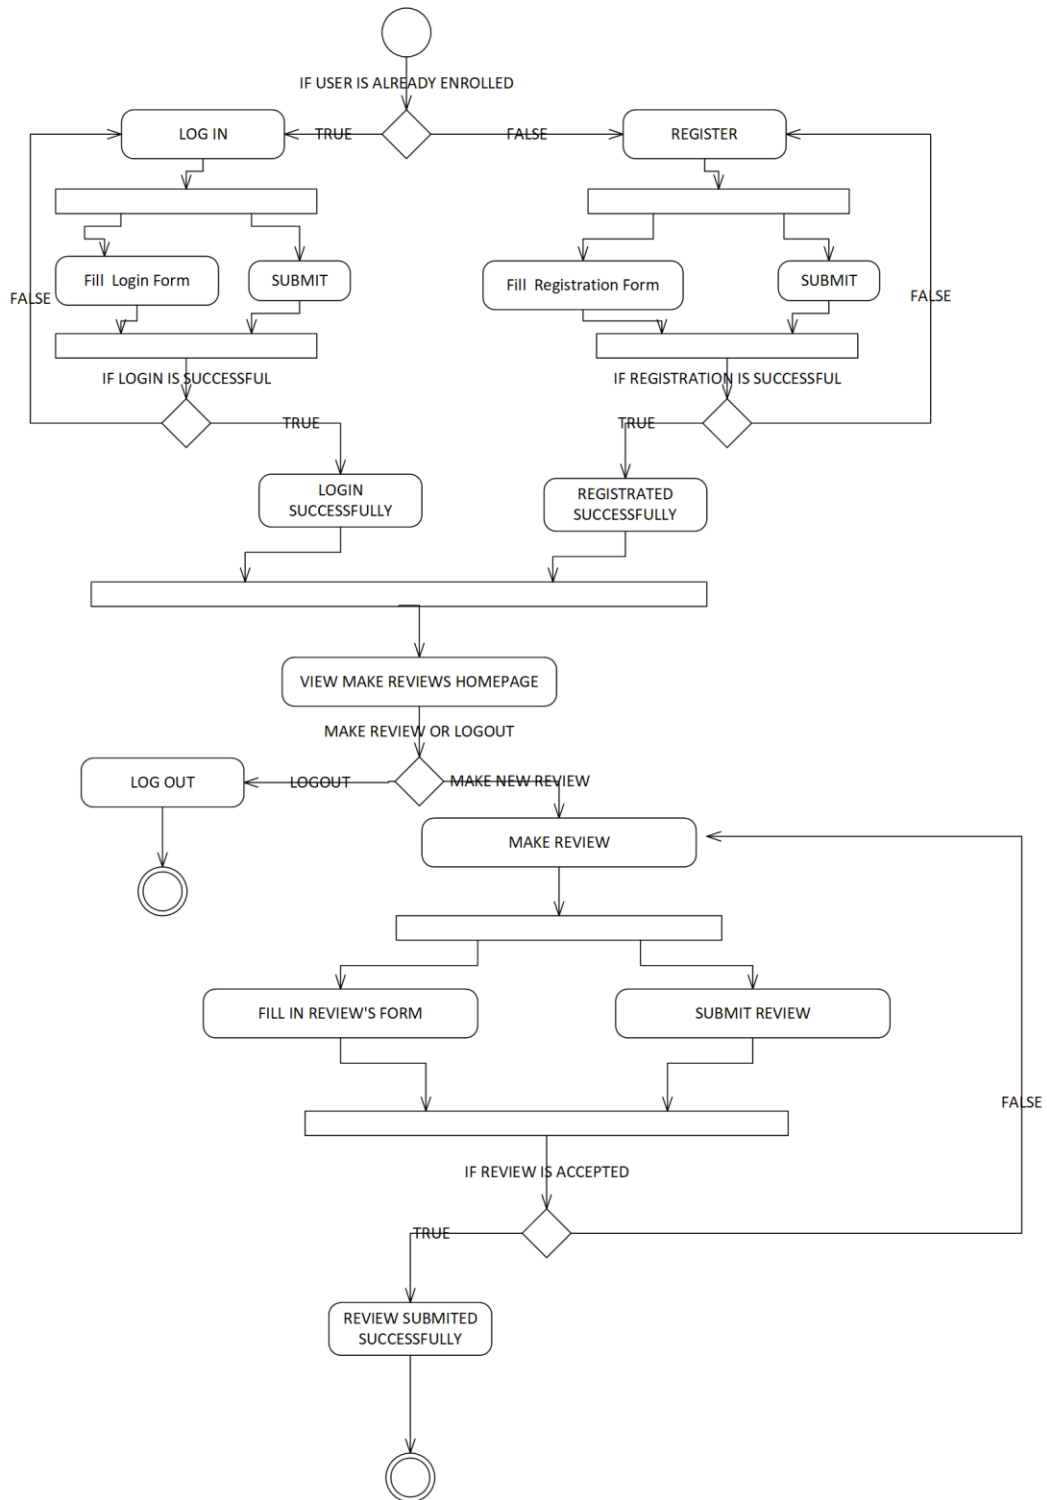 IF USER IS ALREADY ENROLLED
LOG IN
TRUE
FALSE
REGISTER
Fill Login Form
SUBMIT
Fill Registration Form
SUBMIT
FALSE
FALSE
IF LOGIN IS SUCCESSFUL
IF REGISTRATION IS SUCCESSFUL
TRUE
TRUE
LOGIN
SUCCESSFULLY
REGISTRATED
SUCCESSFULLY
VIEW MAKE REVIEWS HOMEPAGE
MAKE REVIEW OR LOGOUT
LOG OUT
LOGOUT
MAKE NEW REVIEW
MAKE REVIEW
FILL IN REVIEW'S FORM
SUBMIT REVIEW
FALSE
IF REVIEW IS ACCEPTED
TRUE
REVIEW SUBMITED
SUCCESSFULLY